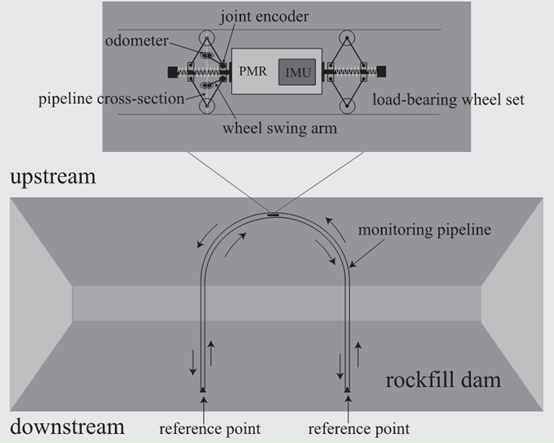 joint encoder
odometer
PMR
IMU
pipeline cross-section
load-bearing wheel set
wheel swing arm
upstream
monitoring pipeline
rockfill dam
downstream
reference point
reference point